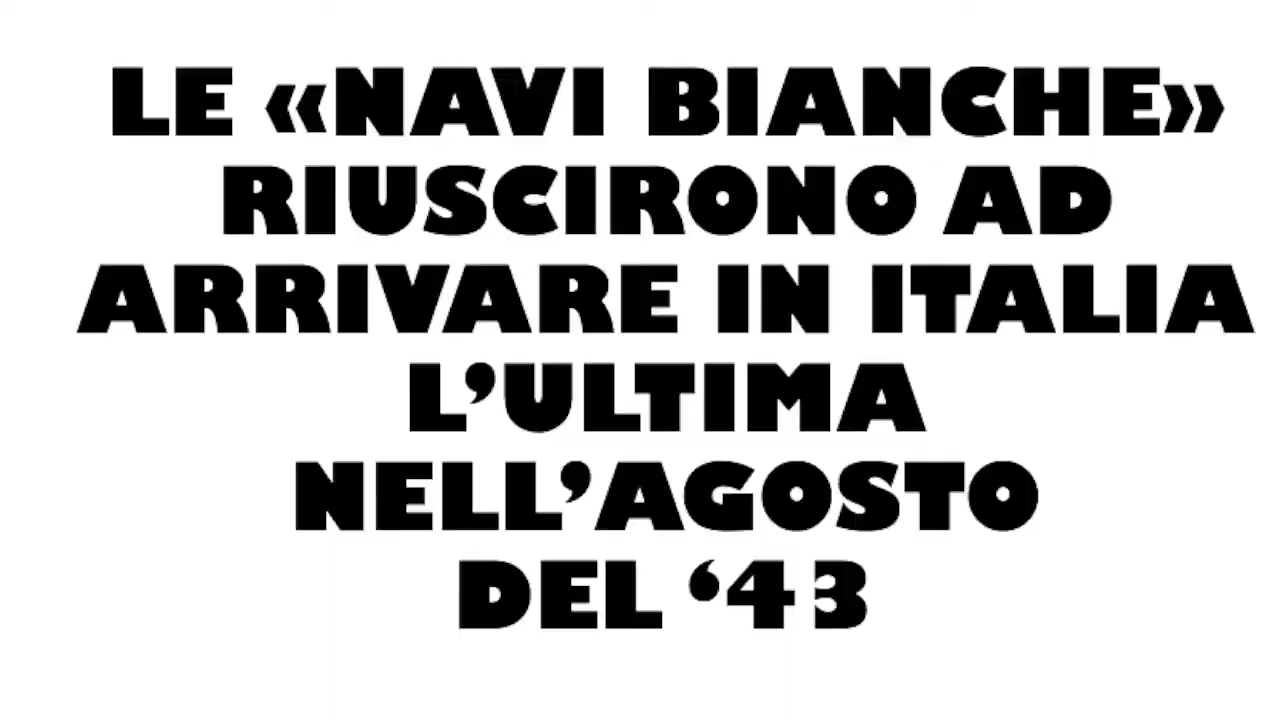 LE «NAVI BIANCHE»
RIUSCIRONO AD
ARRIVARE IN ITALIA
L’ULTIMA
NELL’AGOSTO
DEL ‘43